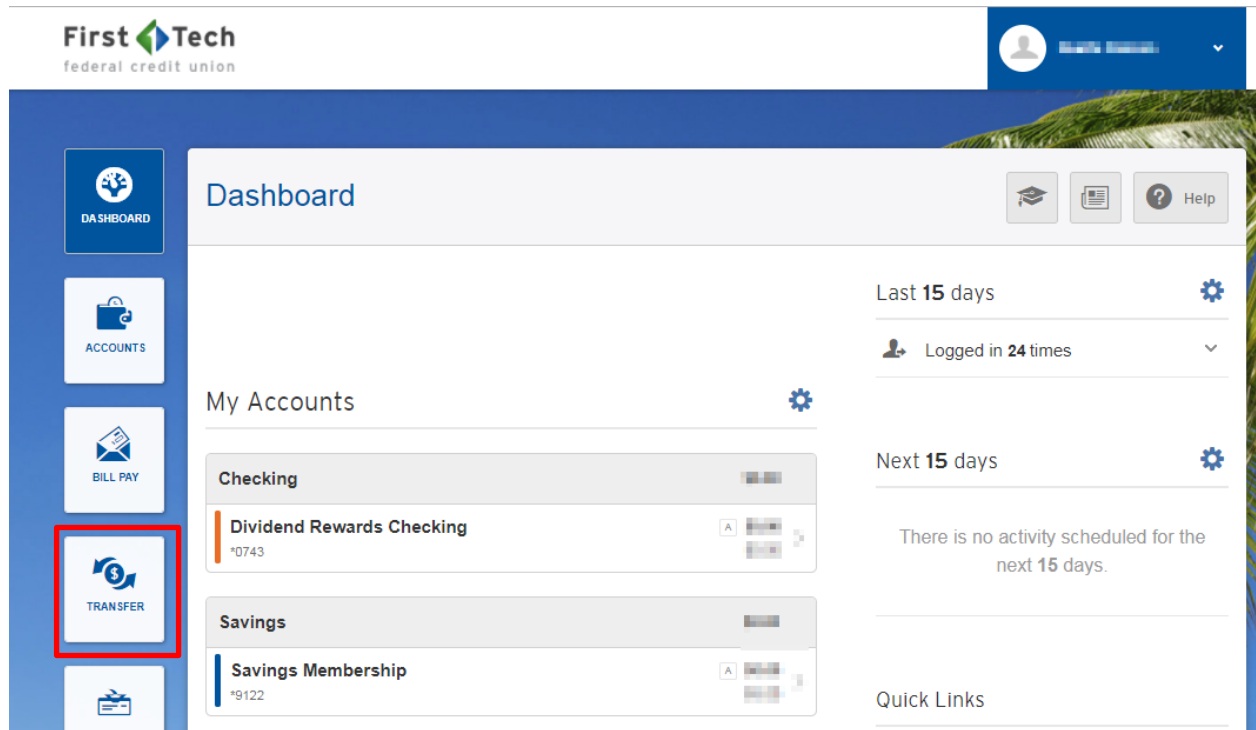 First Tech
federal credit union
DASHBOARD
Dashboard
Help
ACCOUNTS
BILL PAY
TRANSFER
My Accounts
Checking
Dividend Rewards Checking
A
*0743
Savings
Savings Membership
A
*9122
Last 15 days
Logged in 24 times
Next 15 days
There is no activity scheduled for the
next 15 days.
Quick Links